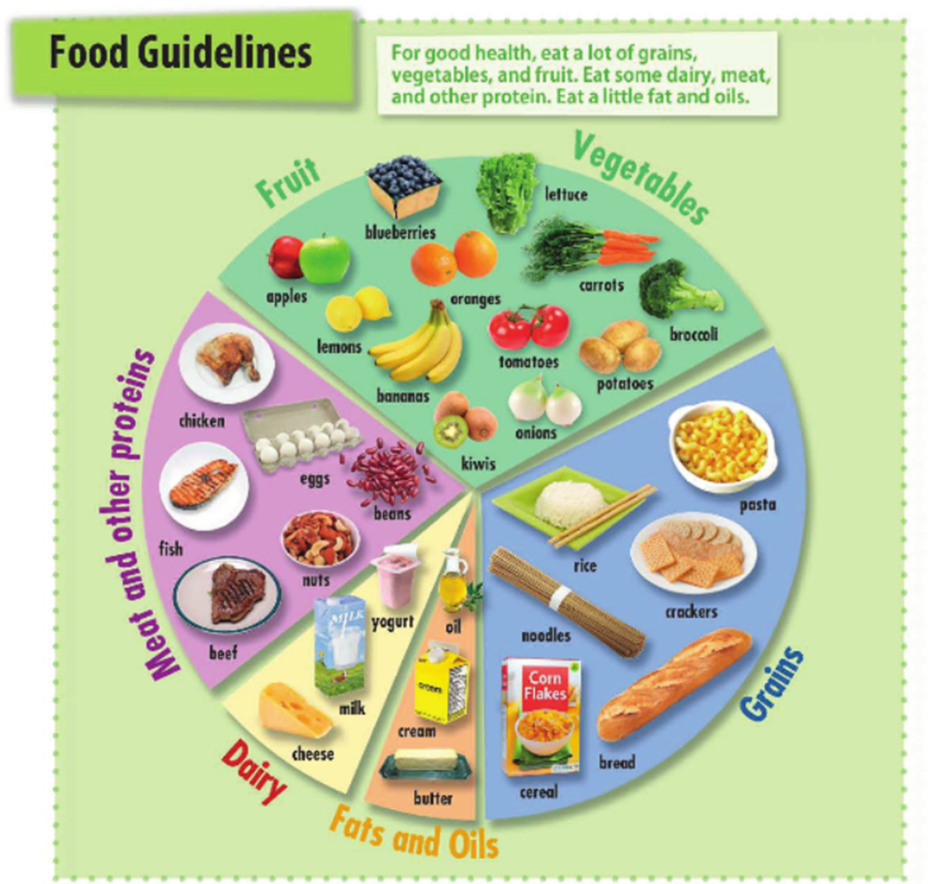 Food Guidelines
For good health, eat a lot of grains,
vegetables, and fruit. Eat some dairy, meat,
and other protein. Eat a little fat and oils.
Fruit
Vegetables
blueberries
lettuce
apples
oranges
carrots
lemons
tomatoes
broccoli
bananas
potatoes
onions
kiwis
Meat and other proteins
chicken
eggs
beans
fish
nuts
beef
Dairy
yogurt
MILK
milk
cheese
Fats and Oils
oil
cream
butter
Grains
pasta
rice
crackers
noodles
Corn
Flakes
bread
cereal